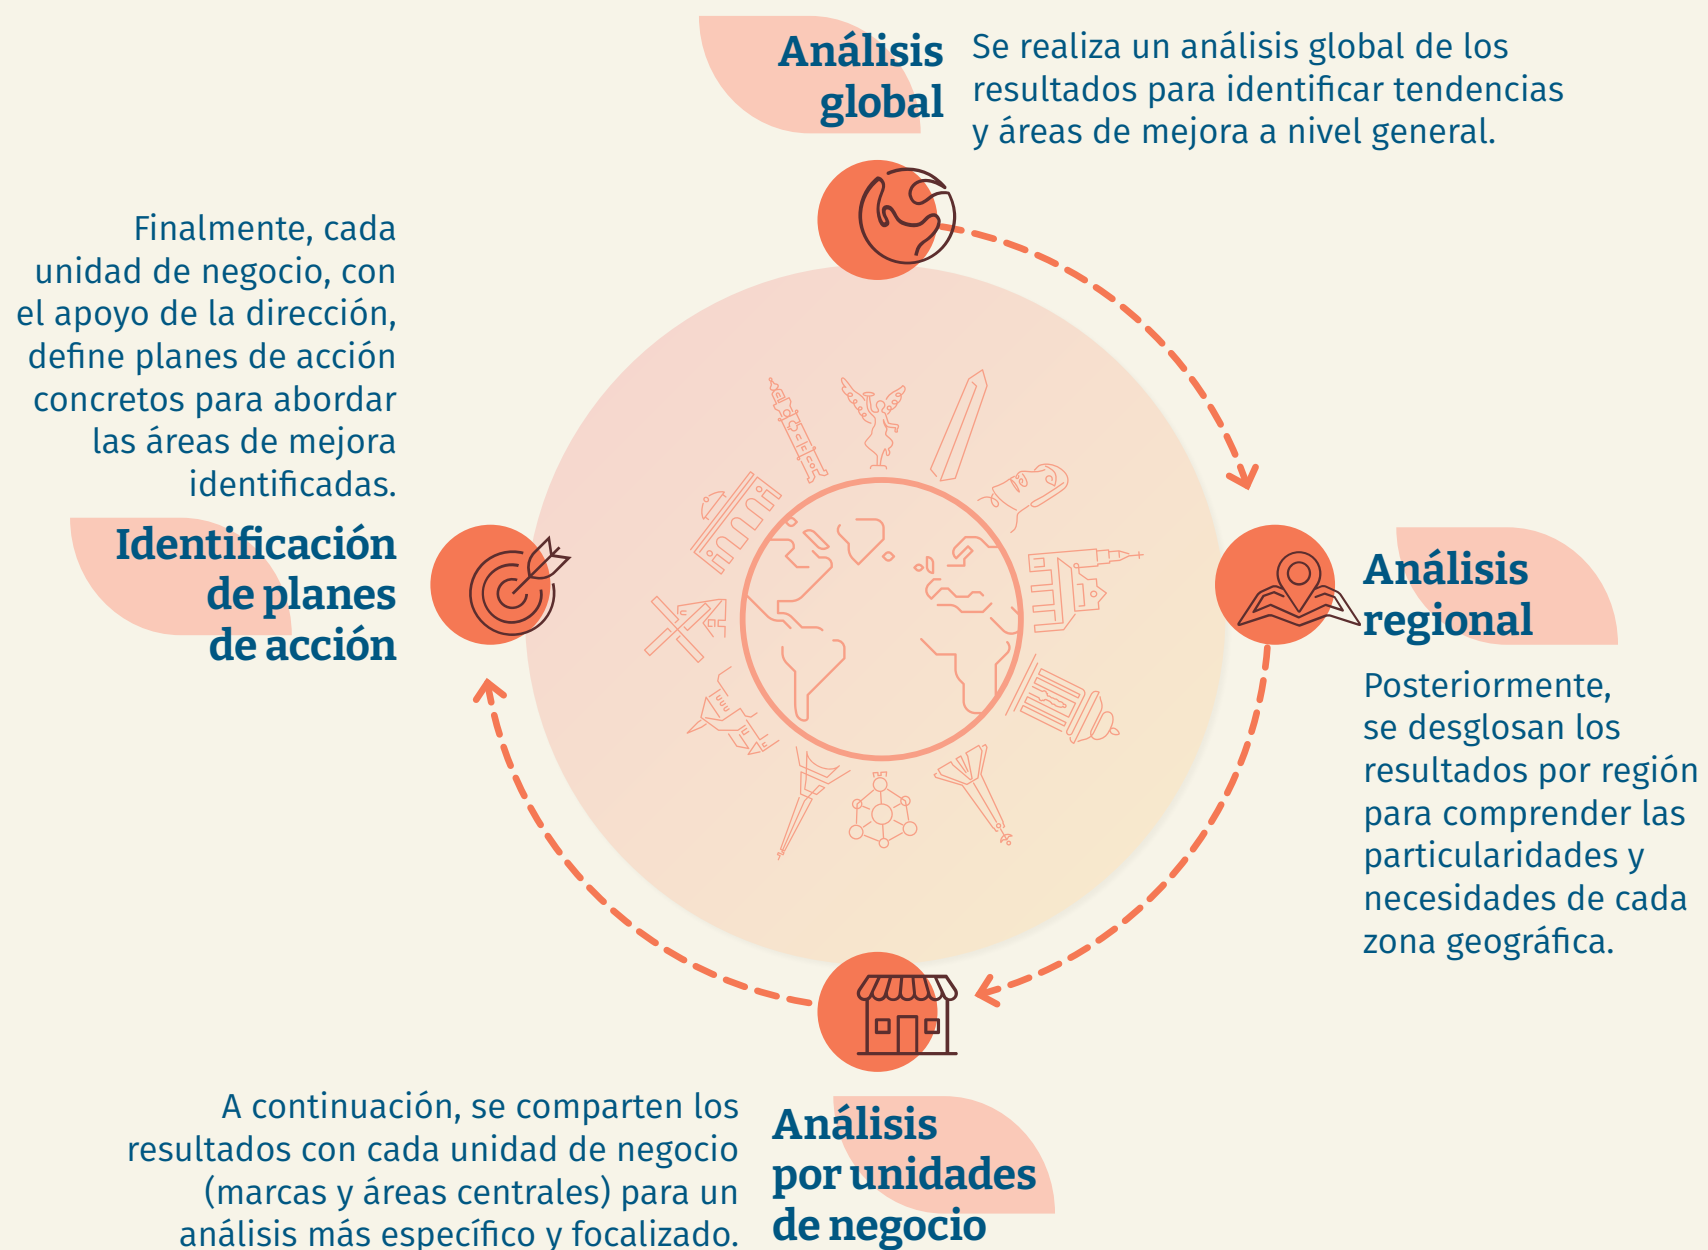 Análisis
global
Se realiza un análisis global de los
resultados para identificar tendencias
y áreas de mejora a nivel general.
Análisis
regional
Posteriormente,
se desglosan los
resultados por región
para comprender las
particularidades y
necesidades de cada
zona geográfica.
Análisis
por unidades
de negocio
A continuación, se comparten los
resultados con cada unidad de negocio
(marcas y áreas centrales) para un
análisis más específico y focalizado.
Identificación
de planes
de acción
Finalmente, cada
unidad de negocio, con
el apoyo de la dirección,
define planes de acción
concretos para abordar
las áreas de mejora
identificadas.